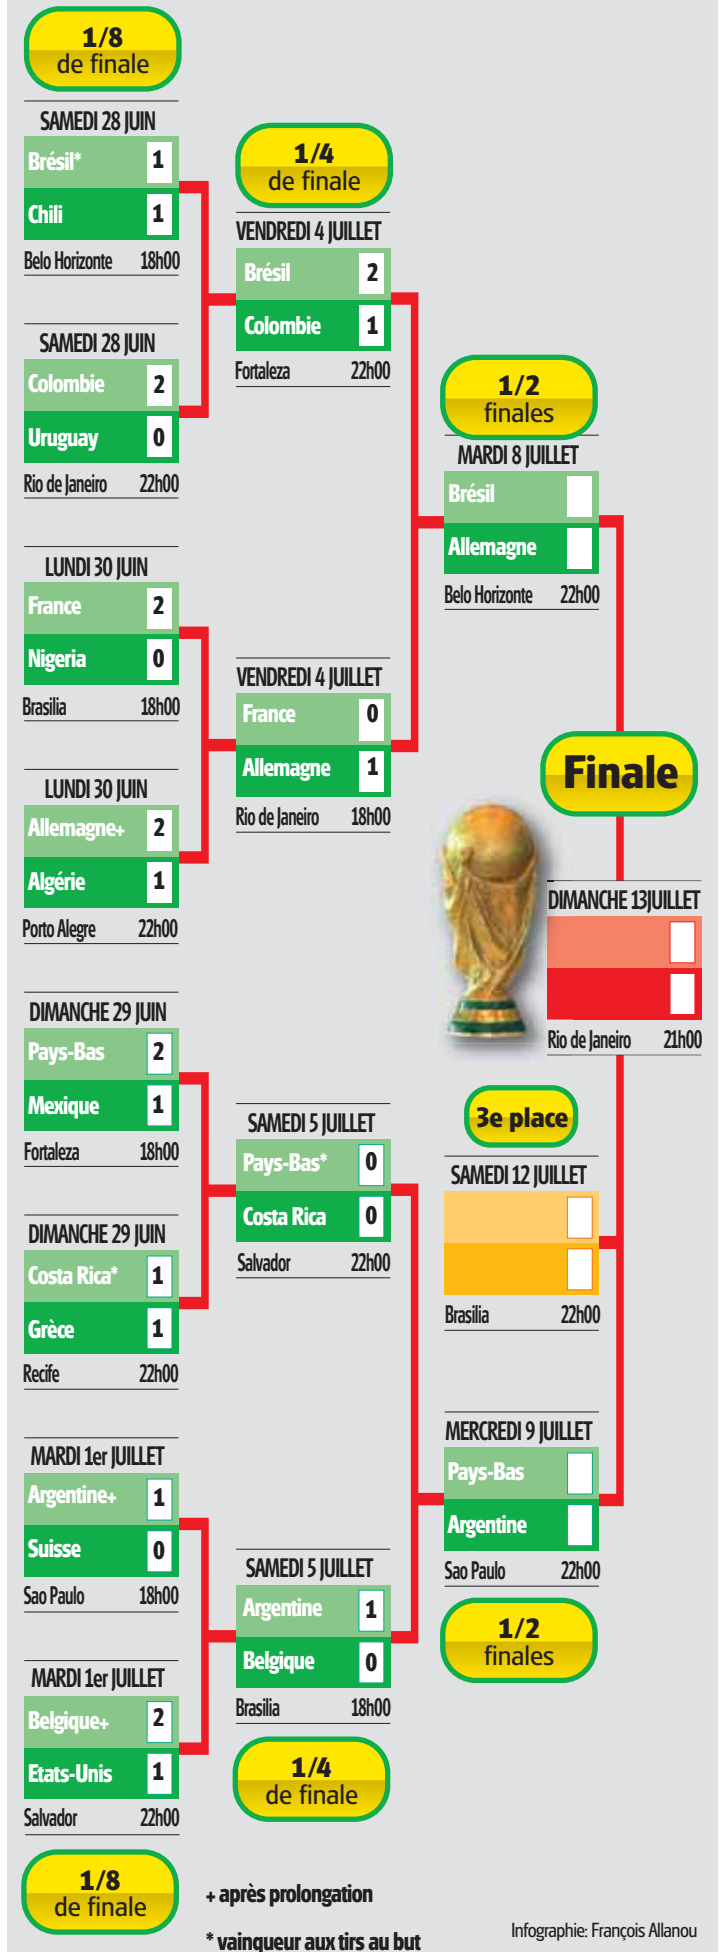 1/8
de finale
SAMEDI 28 JUIN
Brésil* 1
Chili 1
Belo Horizonte 18h00
SAMEDI 28 JUIN
Colombie 2
Uruguay 0
Rio de Janeiro 22h00
LUNDI 30 JUIN
France 2
Nigeria 0
Brasilia 18h00
LUNDI 30 JUIN
Allemagne+ 2
Algérie 1
Porto Alegre 22h00
DIMANCHE 29 JUIN
Pays-Bas 2
Mexique 1
Fortaleza 18h00
DIMANCHE 29 JUIN
Costa Rica* 1
Grèce 1
Recife 22h00
MARDI 1er JUILLET
Argentine+ 1
Suisse 0
Sao Paulo 18h00
MARDI 1er JUILLET
Belgique+ 2
Etats-Unis 1
Salvador 22h00
1/8
de finale
1/4
de finale
VENDREDI 4 JUILLET
Brésil 2
Colombie 1
Fortaleza 22h00
VENDREDI 4 JUILLET
France 0
Allemagne 1
Rio de Janeiro 18h00
SAMEDI 5 JUILLET
Pays-Bas* 0
Costa Rica 0
Salvador 22h00
SAMEDI 5 JUILLET
Argentine 1
Belgique 0
Brasilia 18h00
1/4
de finale
1/2
finales
MARDI 8 JUILLET
Brésil
Allemagne
Belo Horizonte 22h00
Finale
DIMANCHE 13JUILLET
Rio de Janeiro 21h00
3e place
SAMEDI 12 JUILLET
Brasilia 22h00
MERCREDI 9 JUILLET
Pays-Bas
Argentine
Sao Paulo 22h00
1/2
finales
+ après prolongation
* vainqueur aux tirs au but
Infographie: François Allanou